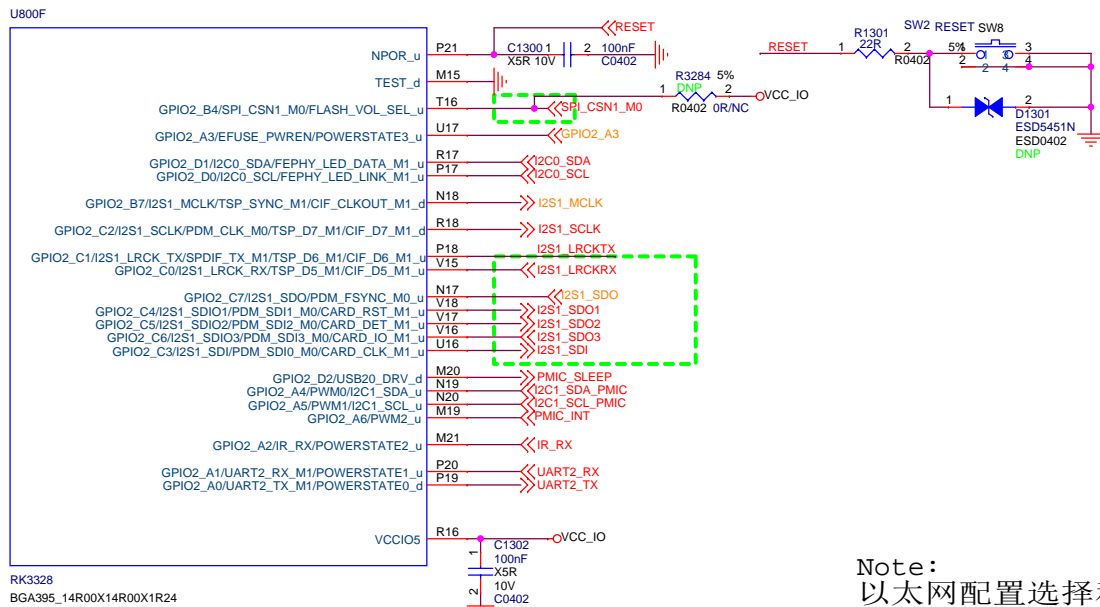 U800F
NPOR_u
P21
RESET
C1300
1
2
100nF
X5R 10V
C0402
TEST_d
M15
GPIO2_B4/SPI_CSN1_M0/FLASH_VOL_SEL_u
T16
SPI_CSN1_M0
R3284 5%
1
DNP
2
VCC_IO
R0402
0R/NC
GPIO2_A3/EFUSE_PWREN/POWERSTATE3_u
U17
GPIO2_A3
GPIO2_D1/I2C0_SDA/FEPHY_LED_DATA_M1_u
R17
I2C0_SDA
GPIO2_D0/I2C0_SCL/FEPHY_LED_LINK_M1_u
P17
I2C0_SCL
GPIO2_B7/I2S1_MCLK/TSP_SYNC_M1/CIF_CLKOUT_M1_d
N18
I2S1_MCLK
GPIO2_C2/I2S1_SCLK/PDM_CLK_M0/TSP_D7_M1/CIF_D7_M1_d
R18
I2S1_SCLK
GPIO2_C1/I2S1_LRCK_TX/SPDIF_TX_M1/TSP_D6_M1/CIF_D6_M1_u
P18
I2S1_LRCKTX
GPIO2_C0/I2S1_LRCK_RX/TSP_D5_M1/CIF_D5_M1_u
V15
I2S1_LRCKRX
GPIO2_C7/I2S1_SDO/PDM_FSYNC_M0_u
N17
I2S1_SDO
GPIO2_C4/I2S1_SDIO1/PDM_SDI1_M0/CARD_RST_M1_u
V18
I2S1_SDO1
GPIO2_C5/I2S1_SDIO2/PDM_SDI2_M0/CARD_DET_M1_u
V17
I2S1_SDO2
GPIO2_C6/I2S1_SDIO3/PDM_SDI3_M0/CARD_IO_M1_u
V16
I2S1_SDO3
GPIO2_C3/I2S1_SDI/PDM_SDI0_M0/CARD_CLK_M1_u
U16
I2S1_SDI
GPIO2_D2/USB20_DRV_d
M20
PMIC_SLEEP
GPIO2_A4/PWM0/I2C1_SDA_u
N19
I2C1_SDA_PMIC
GPIO2_A5/PWM1/I2C1_SCL_u
N20
I2C1_SCL_PMIC
GPIO2_A6/PWM2_u
M19
PMIC_INT
GPIO2_A2/IR_RX/POWERSTATE2_u
M21
IR_RX
GPIO2_A1/UART2_RX_M1/POWERSTATE1_u
P20
UART2_RX
GPIO2_A0/UART2_TX_M1/POWERSTATE0_d
P19
UART2_TX
VCCIO5
R16
VCC_IO
C1302
1
100nF
X5R
10V
2
C0402
RK3328
BGA395_14R00X14R00X1R24
RESET
1
R1301
22R
2
R0402
5%
SW2 RESET SW8
1 3
2 4
1
2
3
4
1
2
D1301
ESD5451N
ESD0402
DNP
Note:
以太网配置选择